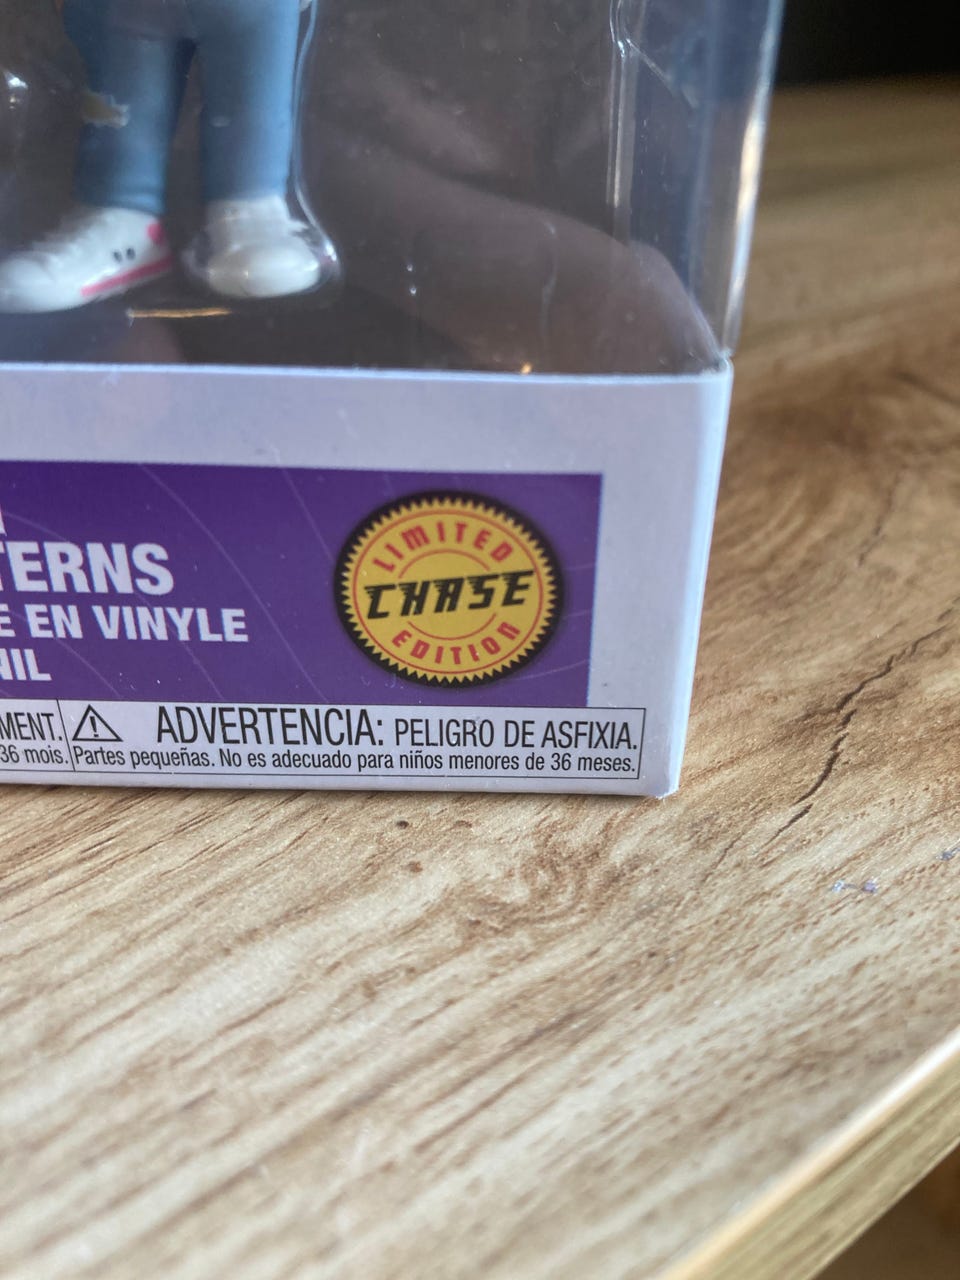 TERNS
E EN VINYLE
NIL
LIMITED
CHASE
EDITION
MENT.
36 mois.
ADVERTENCIA: PELIGRO DE ASFIXIA.
Partes pequeñas. No es adecuado para niños menores de 36 meses.